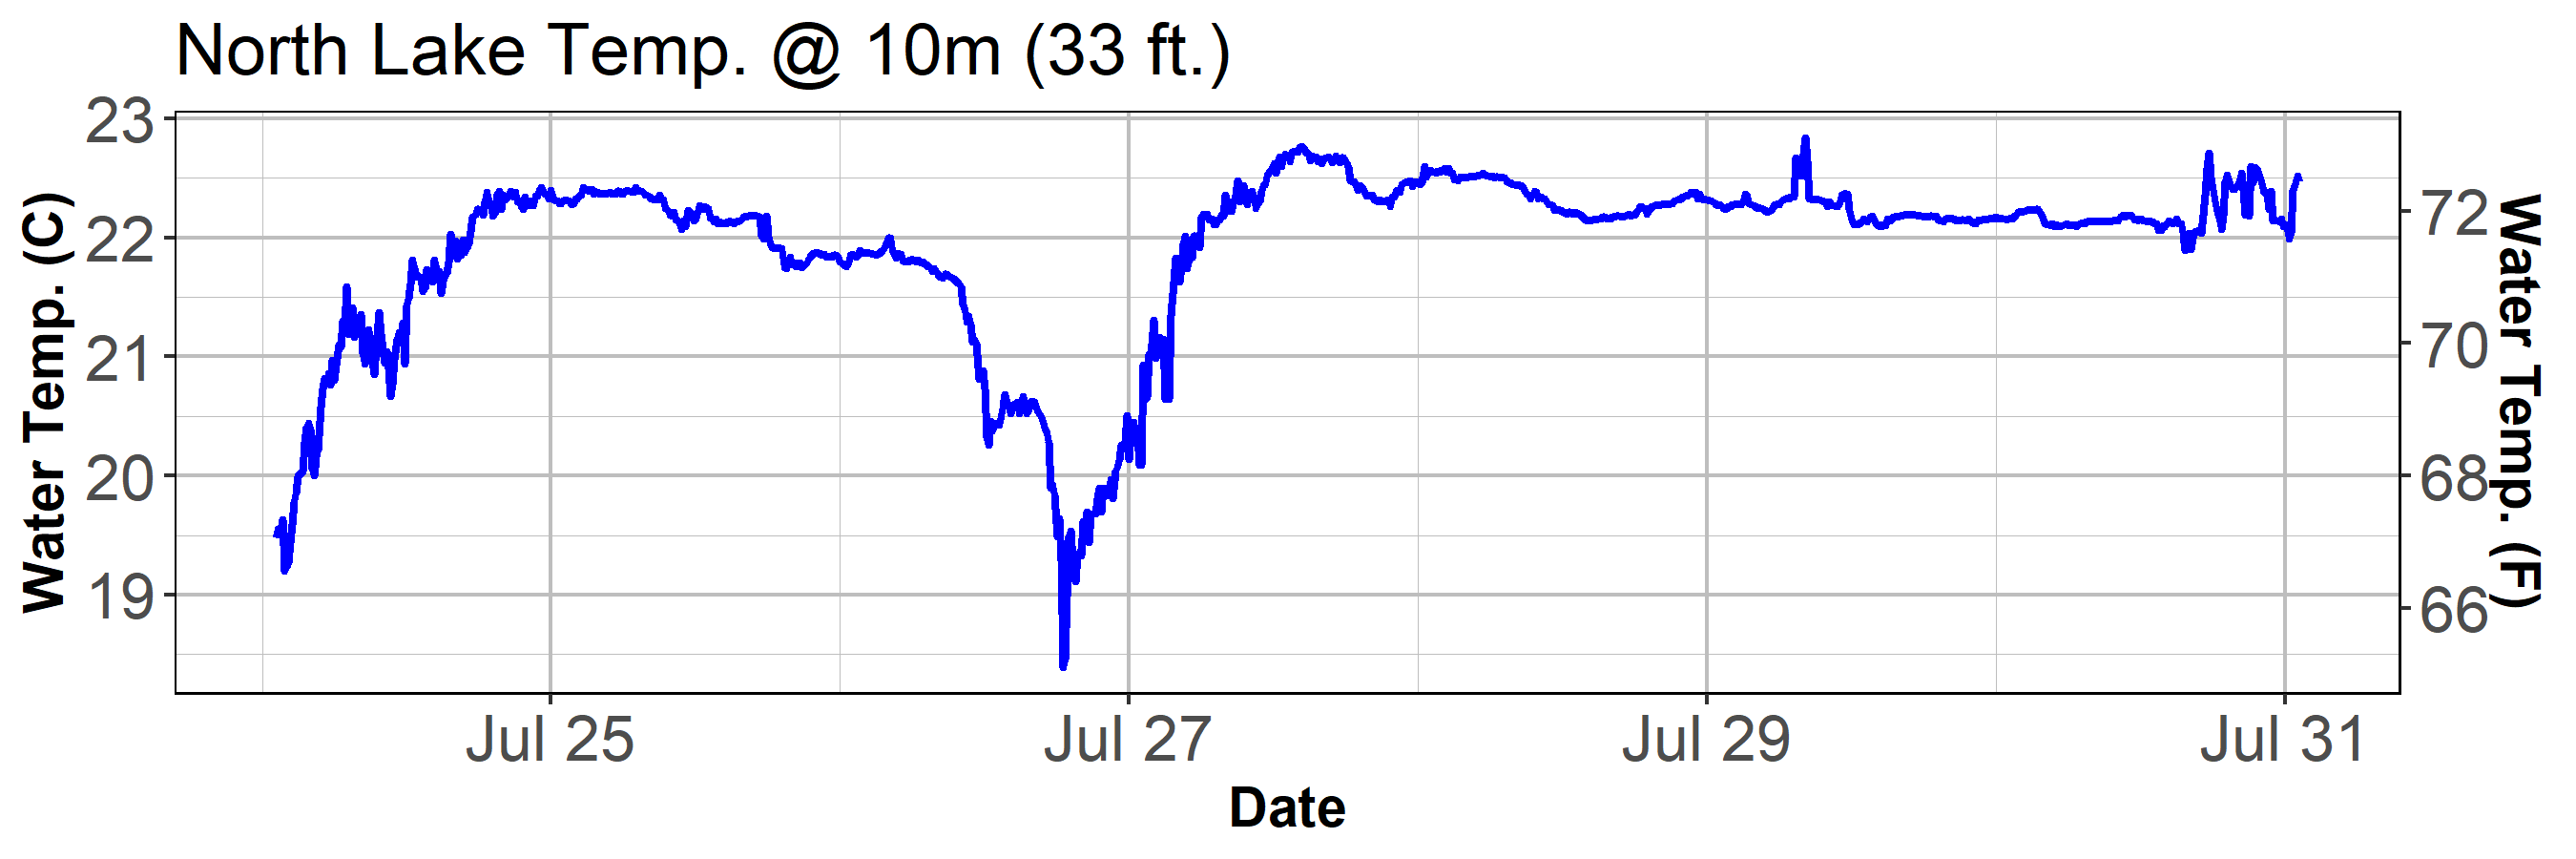 North Lake Temp. @ 10m (33 ft.)
23
22
21
20
19
Water Temp. (C)
72
70
68
66
Water Temp. (F)
Jul 25
Jul 27
Jul 29
Jul 31
Date